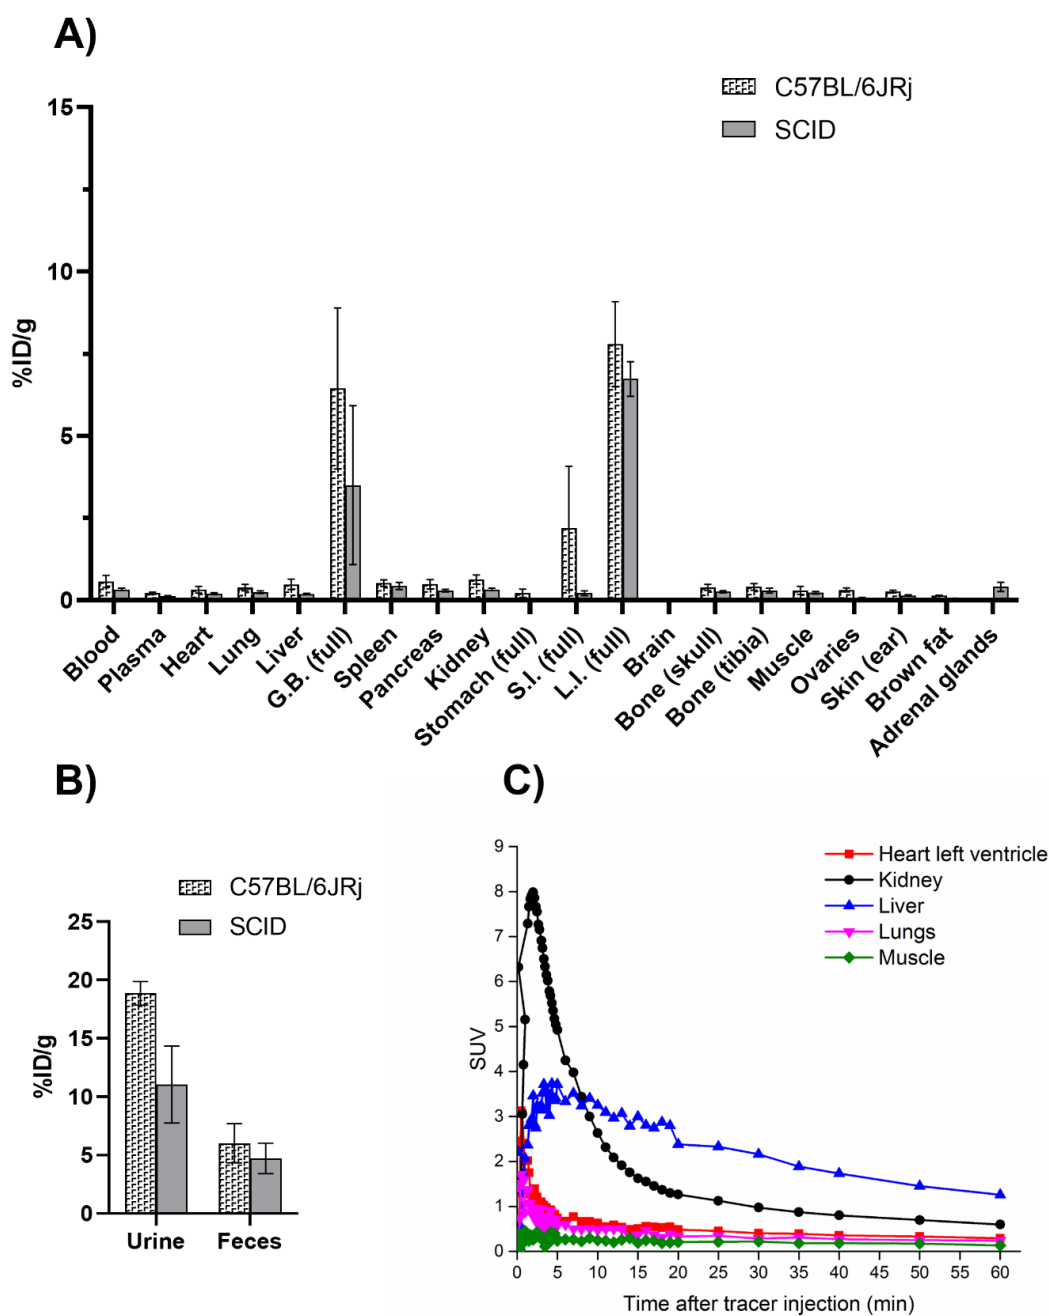 A)
C57BL/6JRj
SCID
%ID/g
15
10
5
0
Blood
Plasma
Heart
Lung
Liver
G.B. (full)
Spleen
Pancreas
Kidney
Stomach (full)
S.I. (full)
L.I. (full)
Brain
Bone (skull)
Bone (tibia)
Muscle
Ovaries
Skin (ear)
Brown fat
Adrenal glands
B)
C57BL/6JRj
SCID
%ID/g
25
20
15
10
5
0
Urine Feces
C)
Heart left ventricle
Kidney
Liver
Lungs
Muscle
SUV
9
8
7
6
5
4
3
2
1
0
0 5 10 15 20 25 30 35 40 45 50 55 60
Time after tracer injection (min)